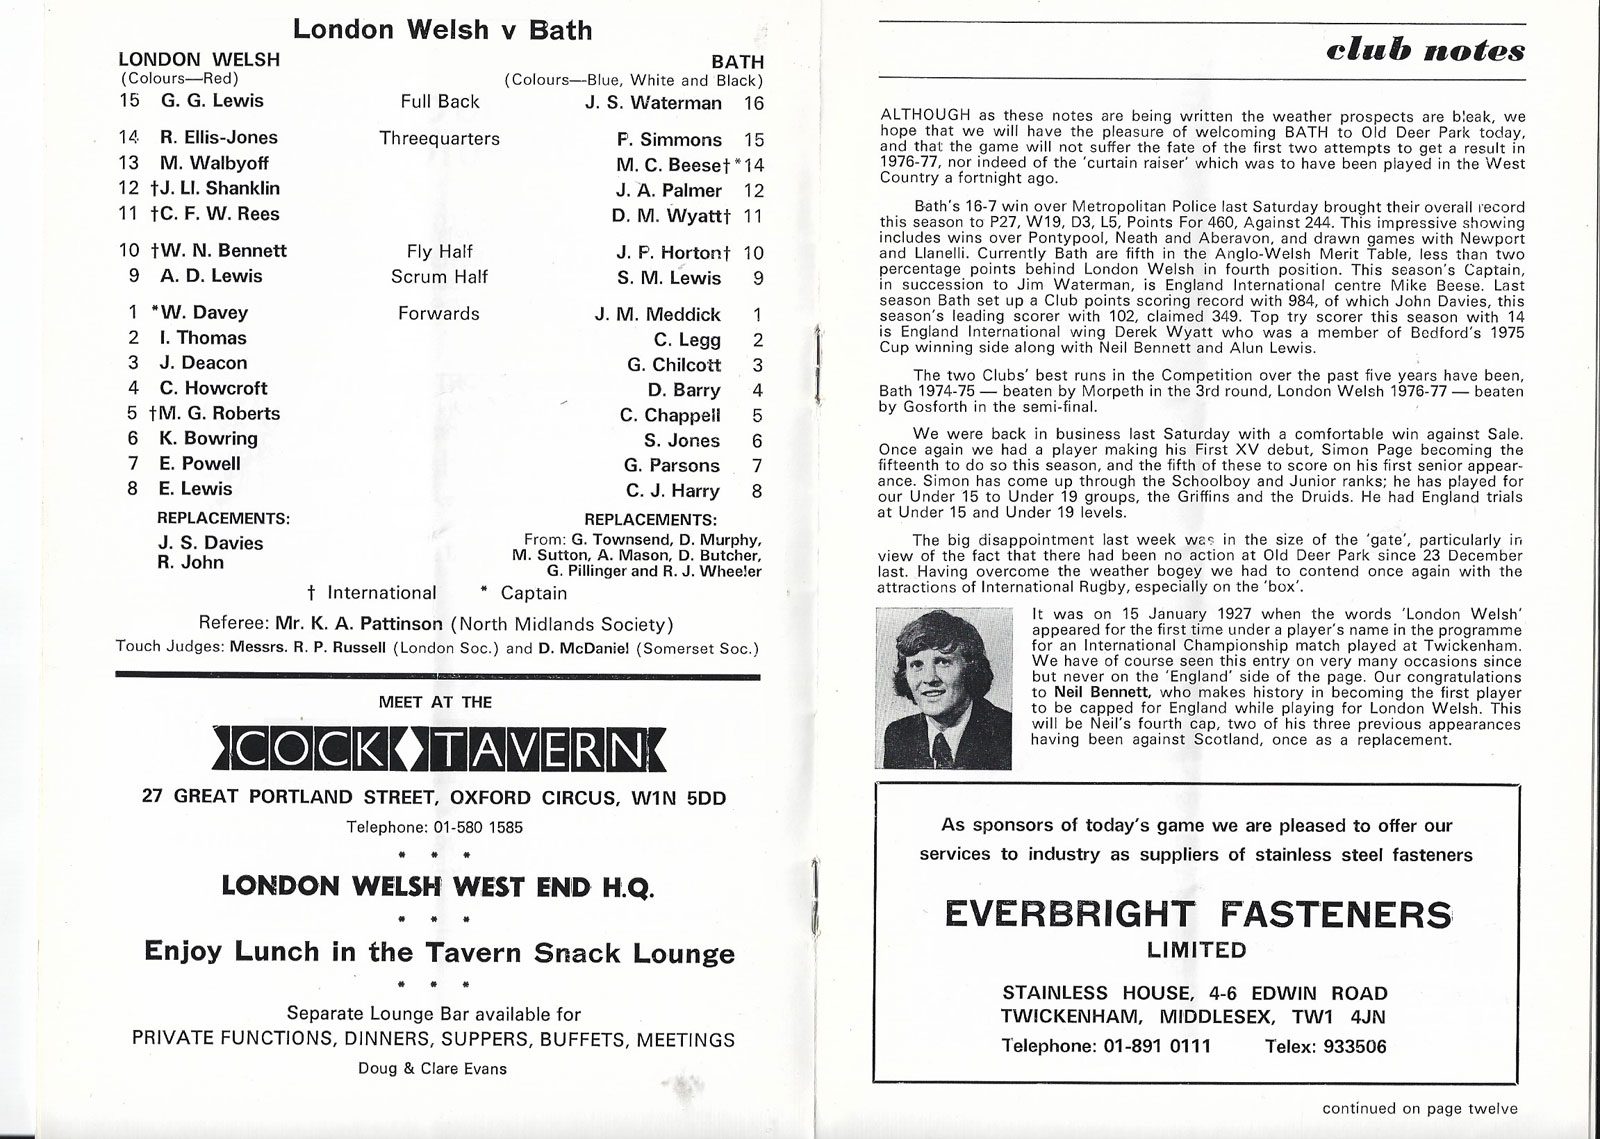 London Welsh v Bath
LONDON WELSH BATH
(Colours—Red) (Colours—Blue, White and Black)
15 G. G. Lewis Full Back J. S. Waterman 16
14 R. Ellis-Jones Threequarters P. Simmons 15
13 M. Walbyoff M. C. Beese†*14
12 †J. Ll. Shanklin J. A. Palmer 12
11 †C. F. W. Rees D. M. Wyatt† 11
10 †W. N. Bennett Fly Half J. P. Horton† 10
9 A. D. Lewis Scrum Half S. M. Lewis 9
1 *W. Davey Forwards J. M. Meddick 1
2 I. Thomas C. Legg 2
3 J. Deacon G. Chilcott 3
4 C. Howcroft D. Barry 4
5 †M. G. Roberts C. Chappell 5
6 K. Bowring S. Jones 6
7 E. Powell G. Parsons 7
8 E. Lewis C. J. Harry 8
REPLACEMENTS: REPLACEMENTS:
J. S. Davies From: G. Townsend, D. Murphy,
R. John M. Sutton, A. Mason, D. Butcher,
G. Pillinger and R. J. Wheeler
† International * Captain
Referee: Mr. K. A. Pattinson (North Midlands Society)
Touch Judges: Messrs. R. P. Russell (London Soc.) and D. McDaniel (Somerset Soc.)
MEET AT THE
COCK TAVERN
27 GREAT PORTLAND STREET, OXFORD CIRCUS, W1N 5DD
Telephone: 01-580 1585
* * *
LONDON WELSH WEST END H.Q.
* * *
Enjoy Lunch in the Tavern Snack Lounge
* * *
Separate Lounge Bar available for
PRIVATE FUNCTIONS, DINNERS, SUPPERS, BUFFETS, MEETINGS
Doug & Clare Evans
club notes
ALTHOUGH as these notes are being written the weather prospects are bleak, we
hope that we will have the pleasure of welcoming BATH to Old Deer Park today,
and that the game will not suffer the fate of the first two attempts to get a result in
1976-77, nor indeed of the 'curtain raiser' which was to have been played in the West
Country a fortnight ago.
Bath's 16-7 win over Metropolitan Police last Saturday brought their overall record
this season to P27, W19, D3, L5, Points For 460, Against 244. This impressive showing
includes wins over Pontypool, Neath and Aberavon, and drawn games with Newport
and Llanelli. Currently Bath are fifth in the Anglo-Welsh Merit Table, less than two
percentage points behind London Welsh in fourth position. This season's Captain,
in succession to Jim Waterman, is England International centre Mike Beese. Last
season Bath set up a Club points scoring record with 984, of which John Davies, this
season's leading scorer with 102, claimed 349. Top try scorer this season with 14
is England International wing Derek Wyatt who was a member of Bedford's 1975
Cup winning side along with Neil Bennett and Alun Lewis.
The two Clubs' best runs in the Competition over the past five years have been,
Bath 1974-75 — beaten by Morpeth in the 3rd round, London Welsh 1976-77 — beaten
by Gosforth in the semi-final.
We were back in business last Saturday with a comfortable win against Sale.
Once again we had a player making his First XV debut, Simon Page becoming the
fifteenth to do so this season, and the fifth of these to score on his first senior appear-
ance. Simon has come up through the Schoolboy and Junior ranks; he has played for
our Under 15 to Under 19 groups, the Griffins and the Druids. He had England trials
at Under 15 and Under 19 levels.
The big disappointment last week was in the size of the 'gate', particularly in
view of the fact that there had been no action at Old Deer Park since 23 December
last. Having overcome the weather bogey we had to contend once again with the
attractions of International Rugby, especially on the 'box'.
It was on 15 January 1927 when the words 'London Welsh'
appeared for the first time under a player's name in the programme
for an International Championship match played at Twickenham.
We have of course seen this entry on very many occasions since
but never on the 'England' side of the page. Our congratulations
to Neil Bennett, who makes history in becoming the first player
to be capped for England while playing for London Welsh. This
will be Neil's fourth cap, two of his three previous appearances
having been against Scotland, once as a replacement.
As sponsors of today's game we are pleased to offer our
services to industry as suppliers of stainless steel fasteners
EVERBRIGHT FASTENERS
LIMITED
STAINLESS HOUSE, 4-6 EDWIN ROAD
TWICKENHAM, MIDDLESEX, TW1 4JN
Telephone: 01-891 0111 Telex: 933506
continued on page twelve